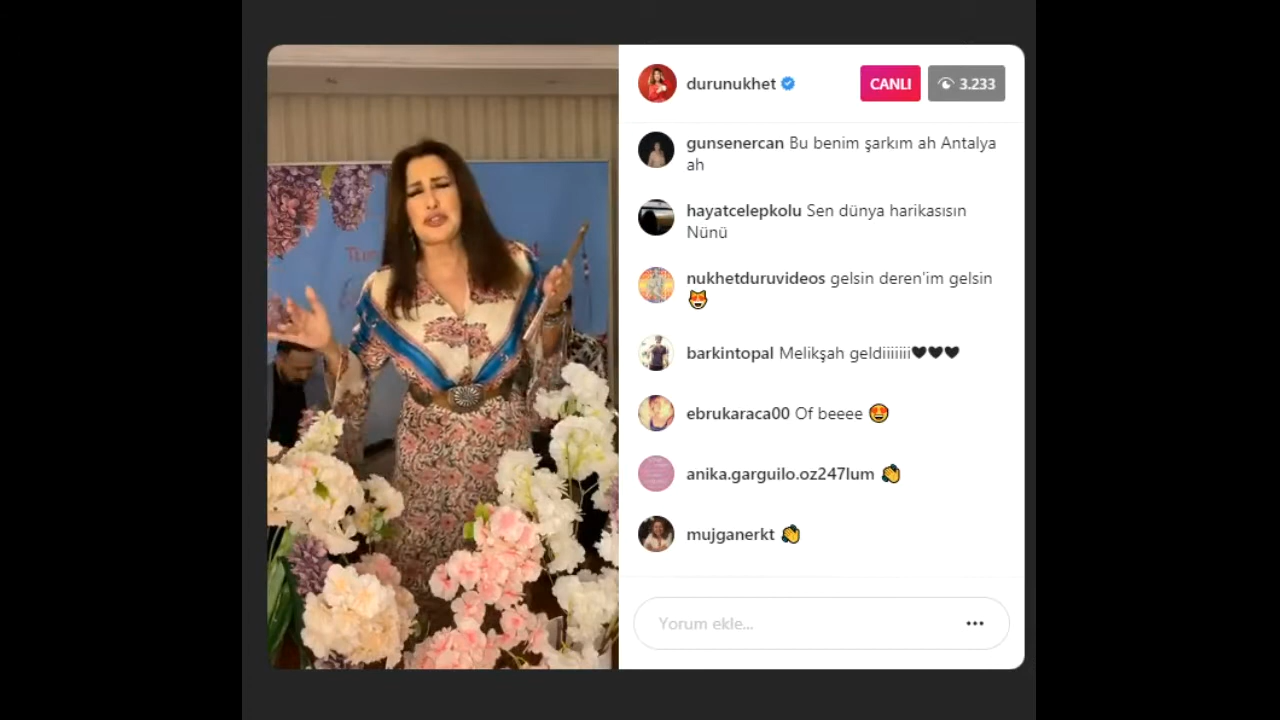 durunukhet
CANLI
3.233
gunsenercan Bu benim şarkım ah Antalya
ah
hayatcelepkolu Sen dünya harikasısın
Nünü
nukhetduruvideos gelsin deren'im gelsin
😻
barkintopal Melikşah geldiiiiiii🖤🖤🖤
ebrukaraca00 Of beeee 🤩
anika.garguilo.oz247lum 👏
mujganerkt 👏
Yorum ekle...